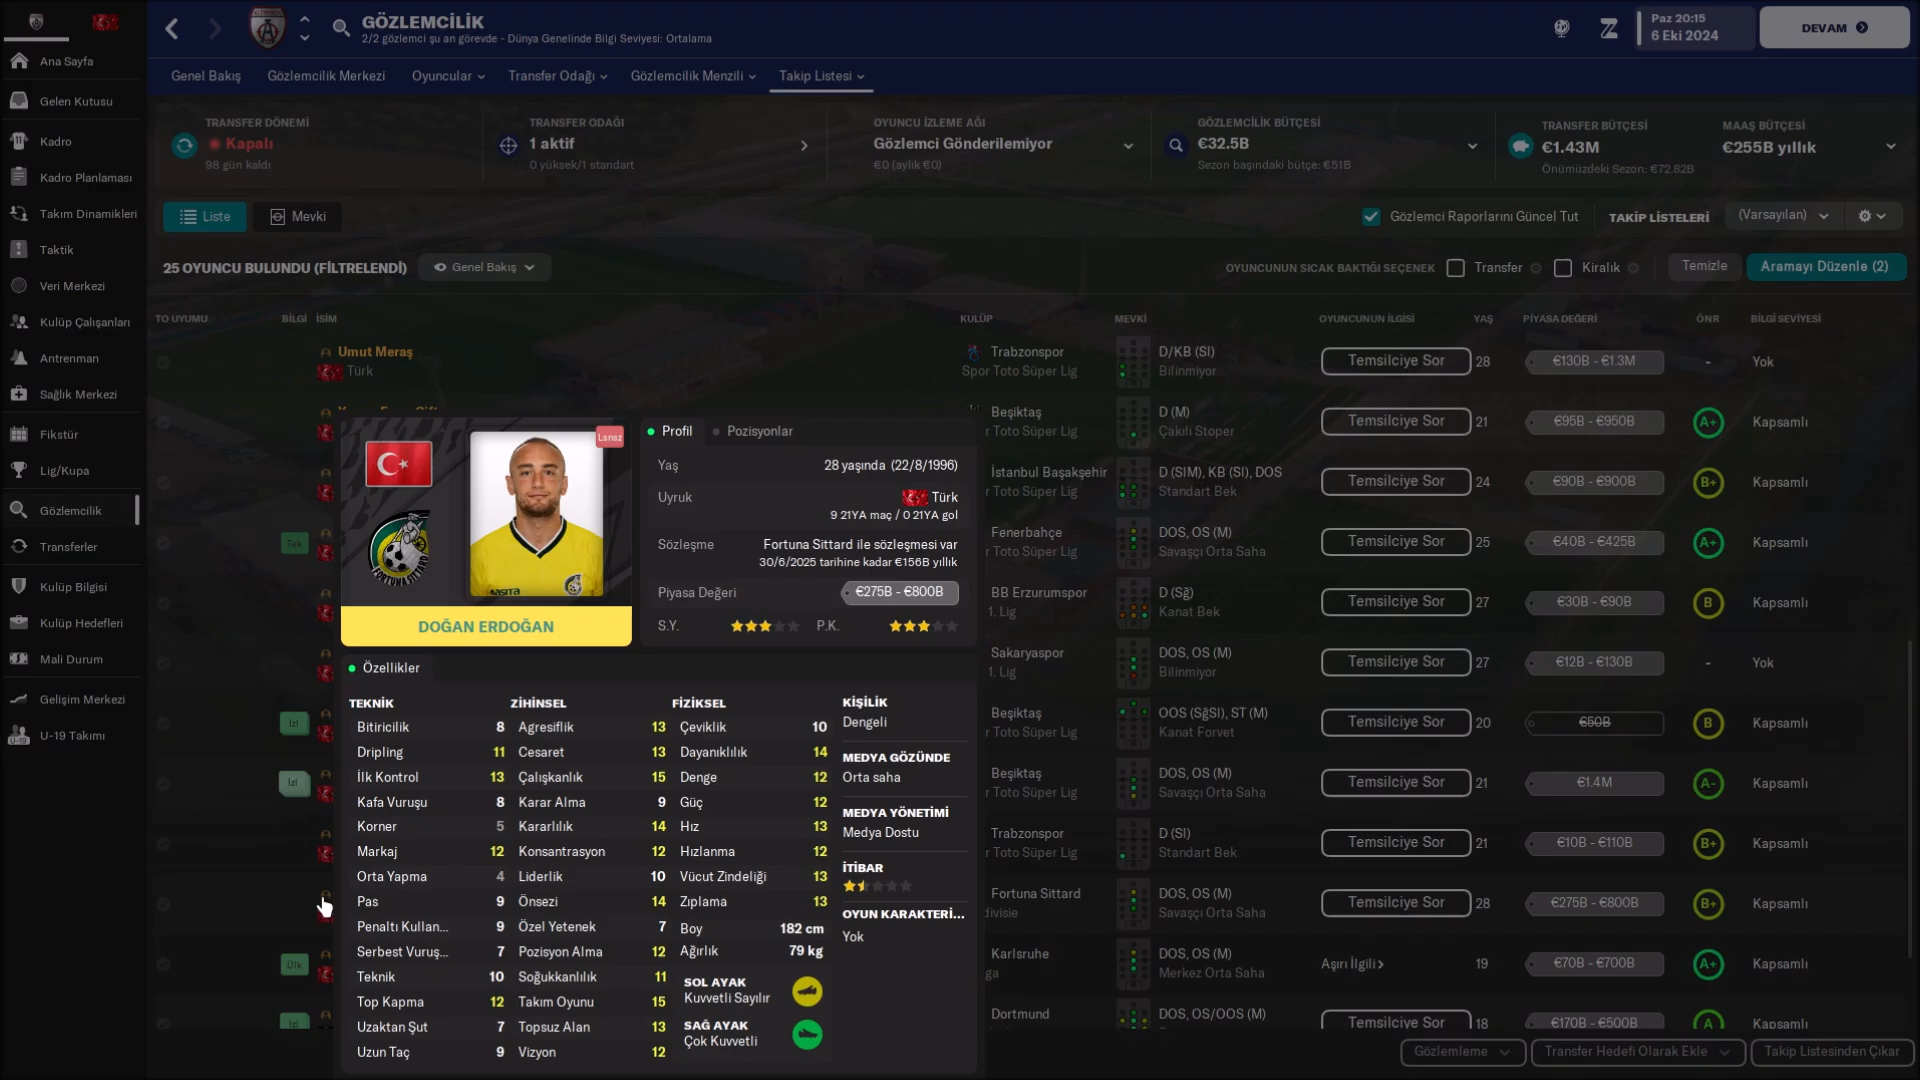 GÖZLEMCİLİK
2/2 gözlemci şu an görevde - Dünya Genelinde Bilgi Seviyesi: Ortalama
Paz 20:15
6 Eki 2024
DEVAM
Ana Sayfa
Gelen Kutusu
Kadro
Kadro Planlaması
Takım Dinamikleri
Taktik
Veri Merkezi
Kulüp Çalışanları
Antrenman
Sağlık Merkezi
Fikstür
Lig/Kupa
Gözlemcilik
Transferler
Kulüp Bilgisi
Kulüp Hedefleri
Mali Durum
Gelişim Merkezi
U-19 Takımı
Genel Bakış
Gözlemcilik Merkezi
Oyuncular
Transfer Odağı
Gözlemcilik Menzili
Takip Listesi
TRANSFER DÖNEMİ
Kapalı
98 gün kaldı
TRANSFER ODAĞI
1 aktif
0 yüksek/1 standart
OYUNCU İZLEME AĞI
Gözlemci Gönderilemiyor
€0 (aylık €0)
GÖZLEMCİLİK BÜTÇESİ
€32.5B
Sezon başındaki bütçe: €51B
TRANSFER BÜTÇESİ
€1.43M
Önümüzdeki Sezon: €72.82B
MAAŞ BÜTÇESİ
€255B yıllık
Liste
Mevki
Gözlemci Raporlarını Güncel Tut
TAKİP LİSTELERİ
(Varsayılan)
25 OYUNCU BULUNDU (FİLTRELENDİ)
Genel Bakış
OYUNCUNUN SICAK BAKTIĞI SEÇENEK
Transfer
Kiralık
Temizle
Aramayı Düzenle (2)
TO UYUMU BİLGİ İSİM KULÜP MEVKİ OYUNCUNUN İLGİSİ YAŞ PİYASA DEĞERİ ÖNR BİLGİ SEVİYESİ
Umut Meraş Trabzonspor D/KB (Sl) Temsilciye Sor 28 €130B - €1.3M - Yok
Türk Spor Toto Süper Lig Bilinmiyor
Beşiktaş D (M) Temsilciye Sor 21 €95B - €950B A+ Kapsamlı
r Toto Süper Lig Çakılı Stoper
İstanbul Başakşehir D (SlM), KB (Sl), DOS Temsilciye Sor 24 €90B - €900B B+ Kapsamlı
r Toto Süper Lig Standart Bek
Tek Fenerbahçe DOS, OS (M) Temsilciye Sor 25 €40B - €425B A+ Kapsamlı
r Toto Süper Lig Savaşçı Orta Saha
BB Erzurumspor D (Sğ) Temsilciye Sor 27 €30B - €90B B Kapsamlı
1. Lig Kanat Bek
Sakaryaspor DOS, OS (M) Temsilciye Sor 27 €12B - €130B - Yok
1. Lig Bilinmiyor
İzl Beşiktaş OOS (SğSl), ST (M) Temsilciye Sor 20 €50B B Kapsamlı
r Toto Süper Lig Kanat Forvet
İzl Beşiktaş DOS, OS (M) Temsilciye Sor 21 €1.4M A- Kapsamlı
r Toto Süper Lig Savaşçı Orta Saha
Trabzonspor D (Sl) Temsilciye Sor 21 €10B - €110B B+ Kapsamlı
r Toto Süper Lig Standart Bek
Fortuna Sittard DOS, OS (M) Temsilciye Sor 28 €275B - €800B B+ Kapsamlı
divisie Savaşçı Orta Saha
Ülk Karlsruhe DOS, OS (M) Aşırı İlgili 19 €70B - €700B A+ Kapsamlı
ga Merkez Orta Saha
İzl Dortmund DOS, OS/OOS (M) Temsilciye Sor 18 €170B - €500B A Kapsamlı
Lsnsz
FORTUNA SITTARD
DOĞAN ERDOĞAN
Profil
Pozisyonlar
Yaş 28 yaşında (22/8/1996)
Uyruk Türk
9 21YA maç / 0 21YA gol
Sözleşme Fortuna Sittard ile sözleşmesi var
30/6/2025 tarihine kadar €156B yıllık
Piyasa Değeri €275B - €800B
S.Y. P.K.
Özellikler
TEKNİK ZİHİNSEL FİZİKSEL
Bitiricilik 8 Agresiflik 13 Çeviklik 10
Dripling 11 Cesaret 13 Dayanıklılık 14
İlk Kontrol 13 Çalışkanlık 15 Denge 12
Kafa Vuruşu 8 Karar Alma 9 Güç 12
Korner 5 Kararlılık 14 Hız 13
Markaj 12 Konsantrasyon 12 Hızlanma 12
Orta Yapma 4 Liderlik 10 Vücut Zindeliği 13
Pas 9 Önsezi 14 Zıplama 13
Penaltı Kullan... 9 Özel Yetenek 7 Boy 182 cm
Serbest Vuruş... 7 Pozisyon Alma 12 Ağırlık 79 kg
Teknik 10 Soğukkanlılık 11
Top Kapma 12 Takım Oyunu 15
Uzaktan Şut 7 Topsuz Alan 13
Uzun Taç 9 Vizyon 12
SOL AYAK
Kuvvetli Sayılır
SAĞ AYAK
Çok Kuvvetli
KİŞİLİK
Dengeli
MEDYA GÖZÜNDE
Orta saha
MEDYA YÖNETİMİ
Medya Dostu
İTİBAR
OYUN KARAKTERİ...
Yok
Gözlemleme
Transfer Hedefi Olarak Ekle
Takip Listesinden Çıkar